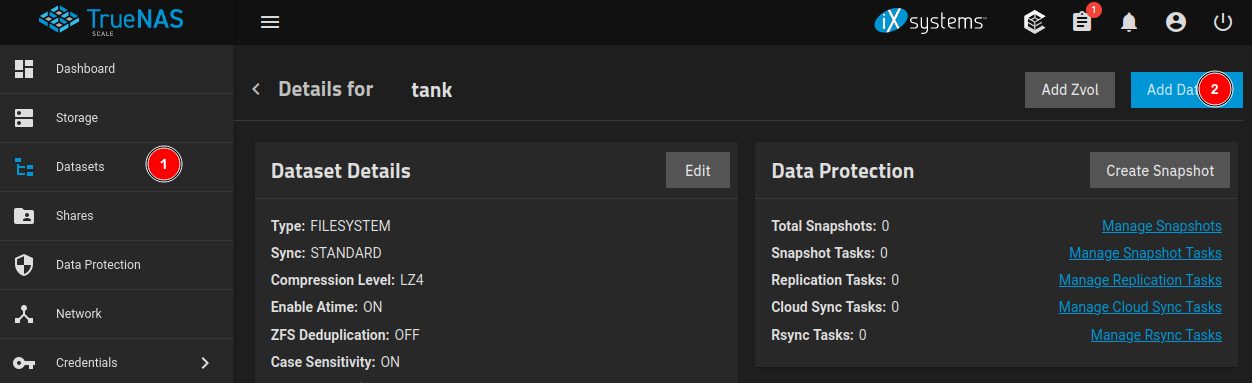 TrueNAS
SCALE
iX systems™
1
Dashboard
Storage
Datasets
1
Shares
Data Protection
Network
Credentials
Details for tank
Add Zvol
Add Dat
2
Dataset Details
Edit
Type: FILESYSTEM
Sync: STANDARD
Compression Level: LZ4
Enable Atime: ON
ZFS Deduplication: OFF
Case Sensitivity: ON
Data Protection
Create Snapshot
Total Snapshots: 0 Manage Snapshots
Snapshot Tasks: 0 Manage Snapshot Tasks
Replication Tasks: 0 Manage Replication Tasks
Cloud Sync Tasks: 0 Manage Cloud Sync Tasks
Rsync Tasks: 0 Manage Rsync Tasks